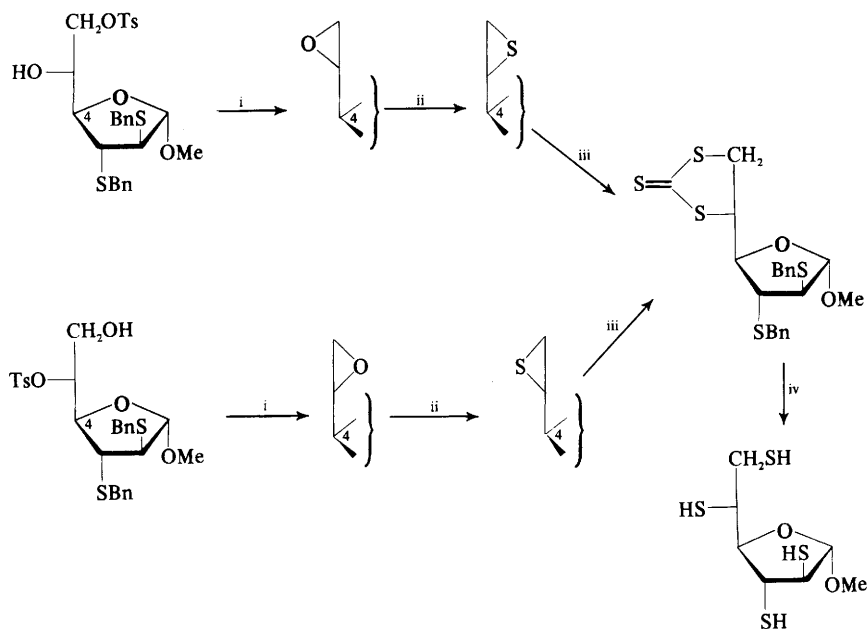 CH₂OTs
HO
O
4
BnS
OMe
SBn
i
O
4
ii
S
4
iii
S
CH₂
S
S
O
BnS
OMe
SBn
CH₂OH
TsO
O
4
BnS
OMe
SBn
i
O
4
ii
S
4
iii
iv
CH₂SH
HS
O
HS
OMe
SH